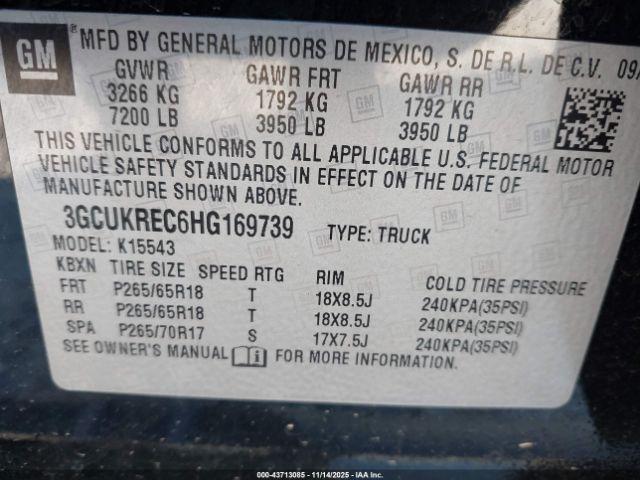 GM MFD BY GENERAL MOTORS DE MEXICO, S. DE R.L. DE C.V. 09/
GVWR GAWR FRT GAWR RR
3266 KG 1792 KG 1792 KG
7200 LB 3950 LB 3950 LB
THIS VEHICLE CONFORMS TO ALL APPLICABLE U.S. FEDERAL MOTOR
VEHICLE SAFETY STANDARDS IN EFFECT ON THE DATE OF
MANUFACTURE SHOWN ABOVE.
3GCUKREC6HG169739 TYPE: TRUCK
MODEL: K15543
KBXN TIRE SIZE SPEED RTG RIM COLD TIRE PRESSURE
FRT P265/65R18 T 18X8.5J 240KPA(35PSI)
RR P265/65R18 T 18X8.5J 240KPA(35PSI)
SPA P265/70R17 S 17X7.5J 240KPA(35PSI)
SEE OWNER'S MANUAL FOR MORE INFORMATION.
000-43713085 - 11/14/2025 - IAA, Inc.